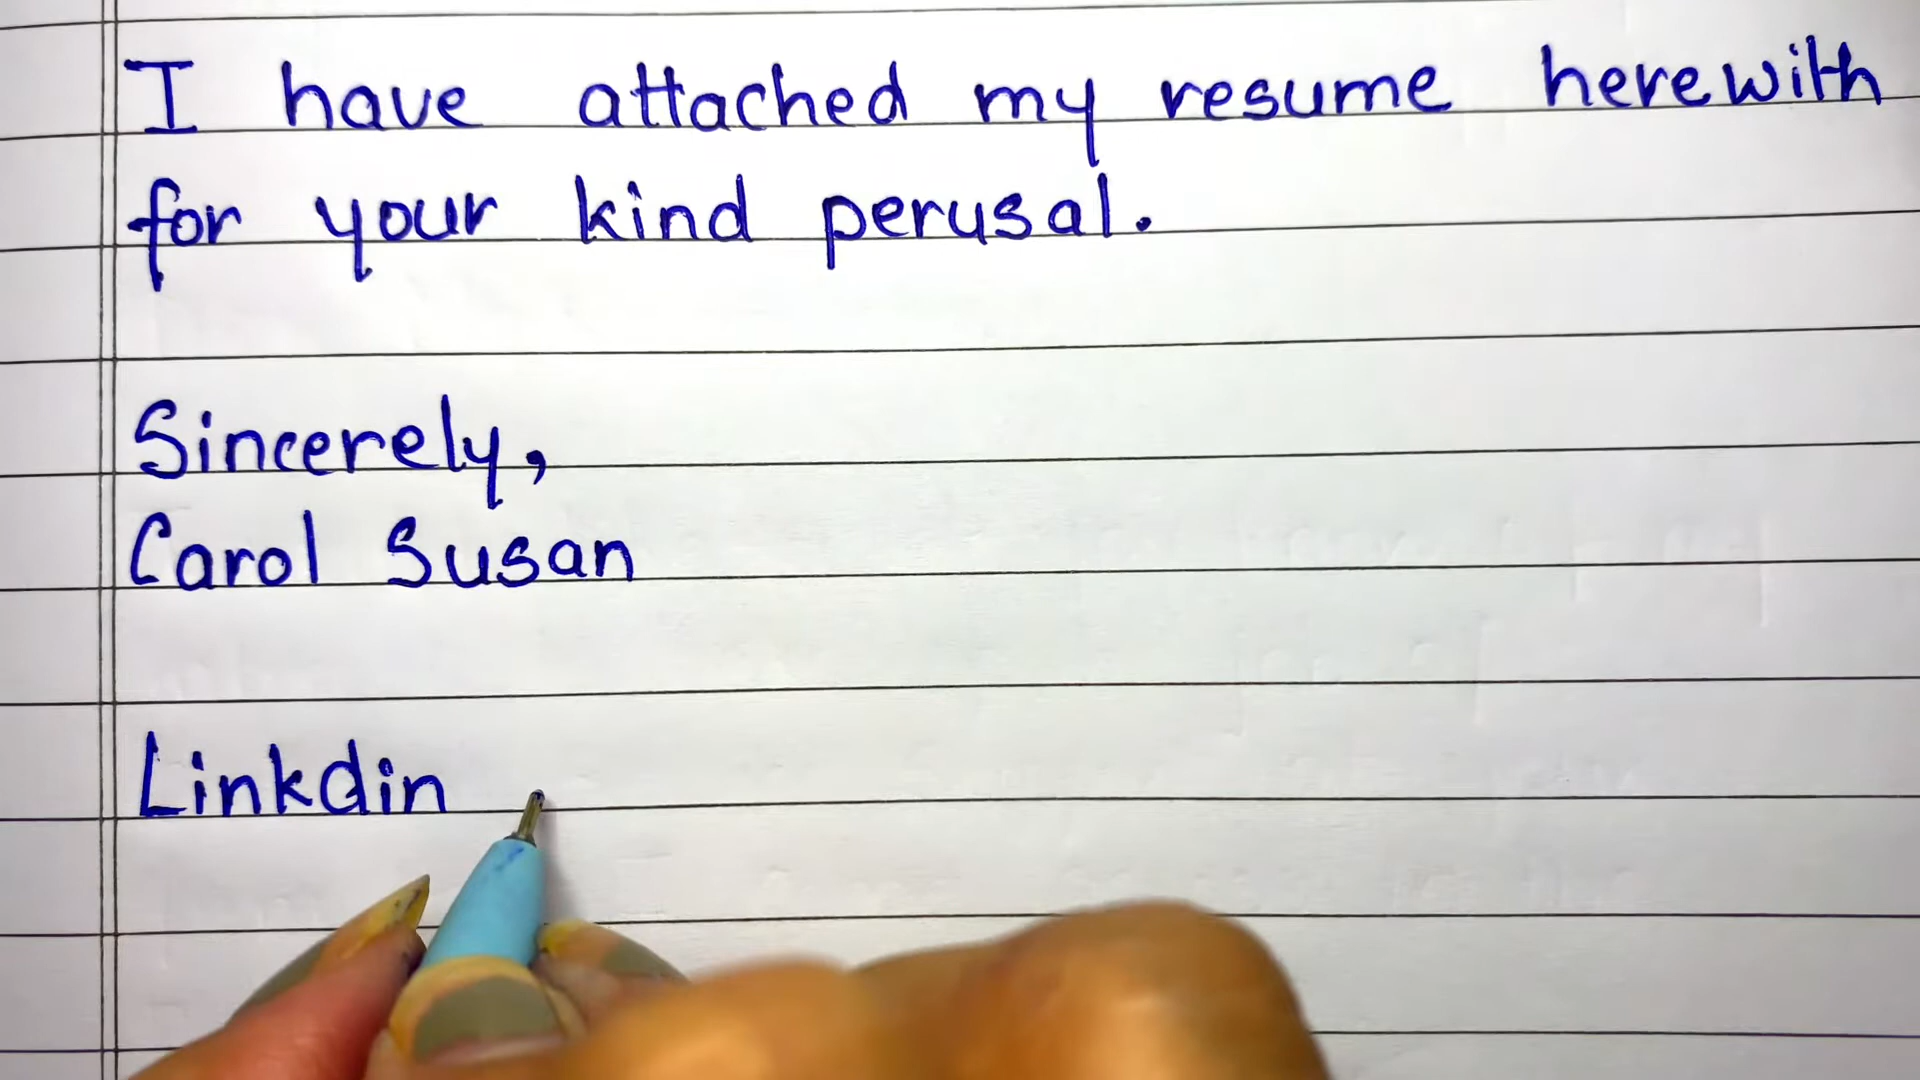 I have attached my resume herewith
for your kind perusal.
Sincerely,
Carol Susan
Linkdin